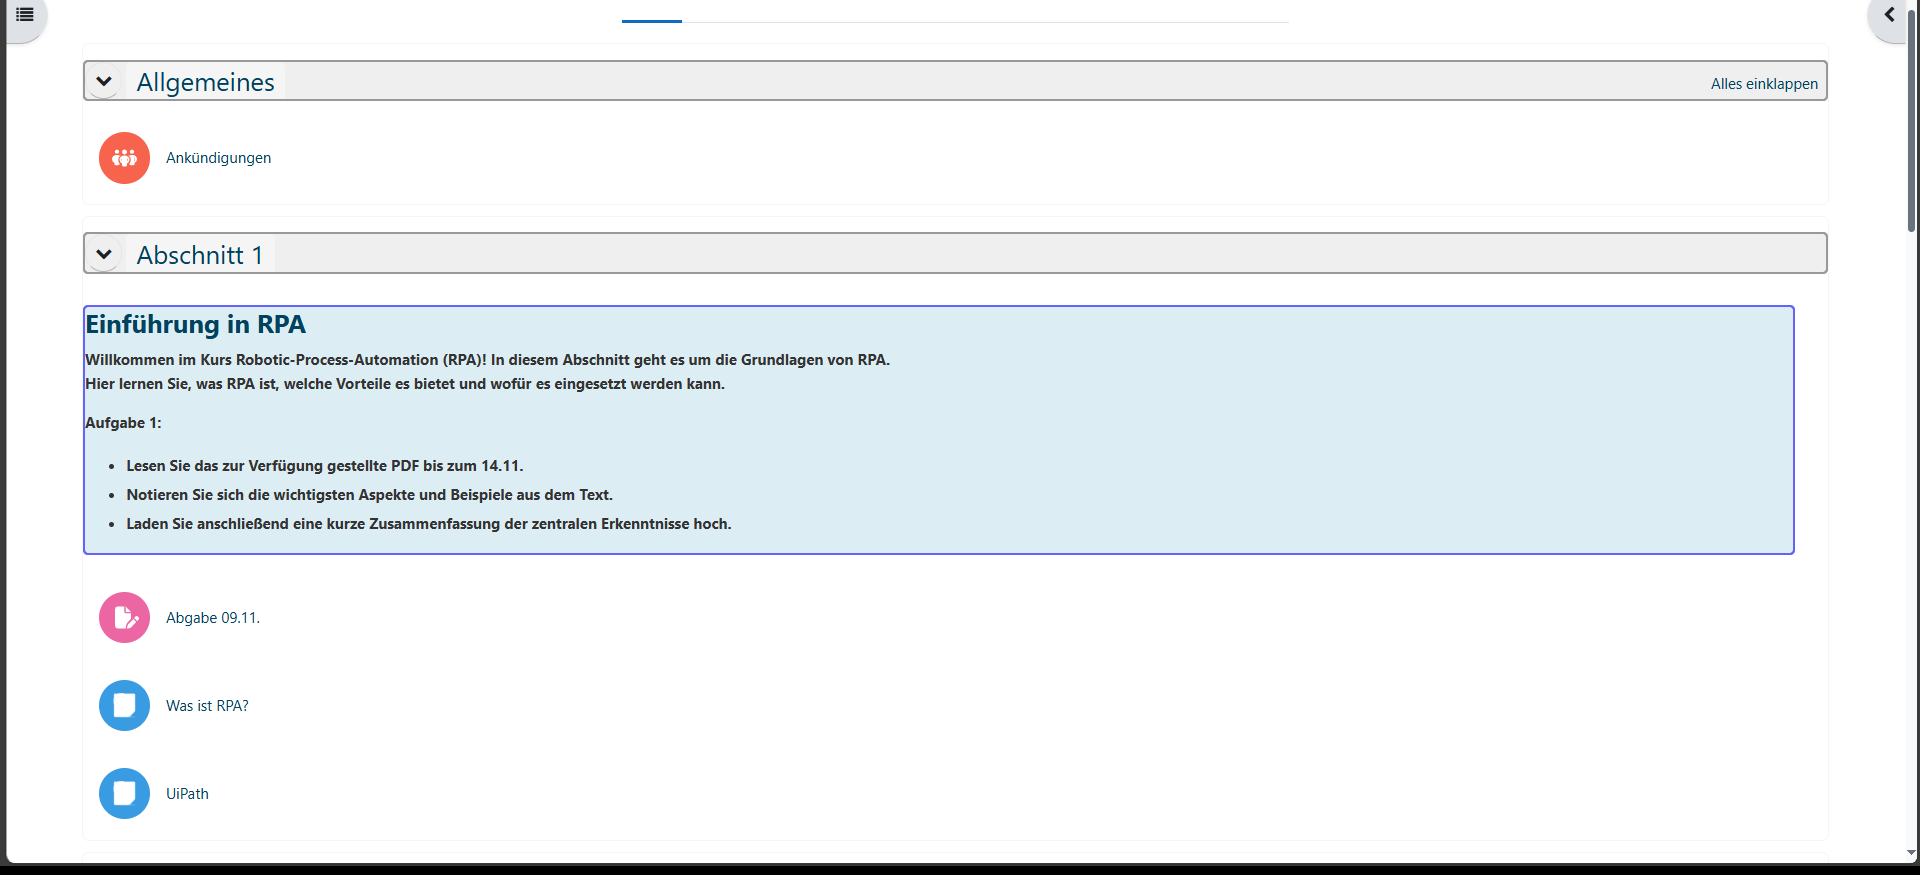 Allgemeines
Alles einklappen
Ankündigungen
Abschnitt 1
Einführung in RPA
Willkommen im Kurs Robotic-Process-Automation (RPA)! In diesem Abschnitt geht es um die Grundlagen von RPA.
Hier lernen Sie, was RPA ist, welche Vorteile es bietet und wofür es eingesetzt werden kann.
Aufgabe 1:
Lesen Sie das zur Verfügung gestellte PDF bis zum 14.11.
Notieren Sie sich die wichtigsten Aspekte und Beispiele aus dem Text.
Laden Sie anschließend eine kurze Zusammenfassung der zentralen Erkenntnisse hoch.
Abgabe 09.11.
Was ist RPA?
UiPath